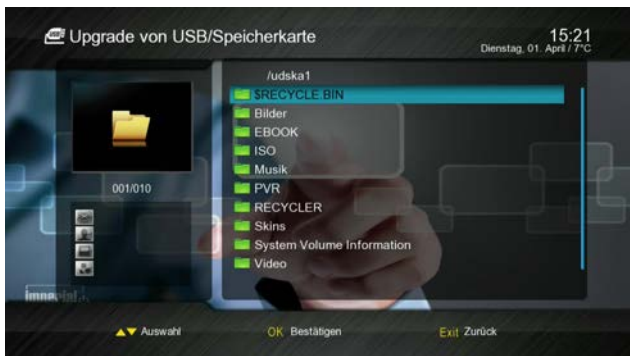 Upgrade von USB/Speicherkarte
15:21
Dienstag, 01. April / 7°C
/udska1
$RECYCLE.BIN
Bilder
EBOOK
ISO
Musik
001/010
PVR
RECYCLER
Skins
System Volume Information
Video
imperial
Auswahl
OK Bestätigen
Exit Zurück